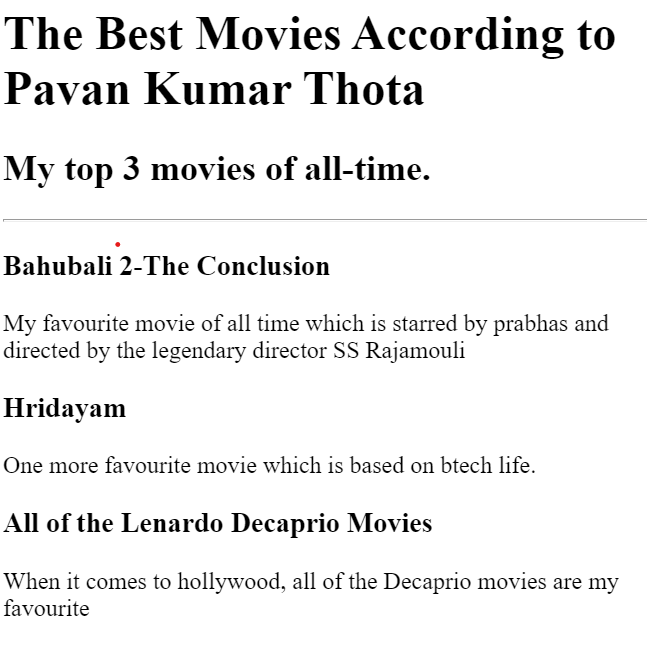 The Best Movies According to
Pavan Kumar Thota
My top 3 movies of all-time.
Bahubali 2-The Conclusion
My favourite movie of all time which is starred by prabhas and
directed by the legendary director SS Rajamouli
Hridayam
One more favourite movie which is based on btech life.
All of the Lenardo Decaprio Movies
When it comes to hollywood, all of the Decaprio movies are my
favourite